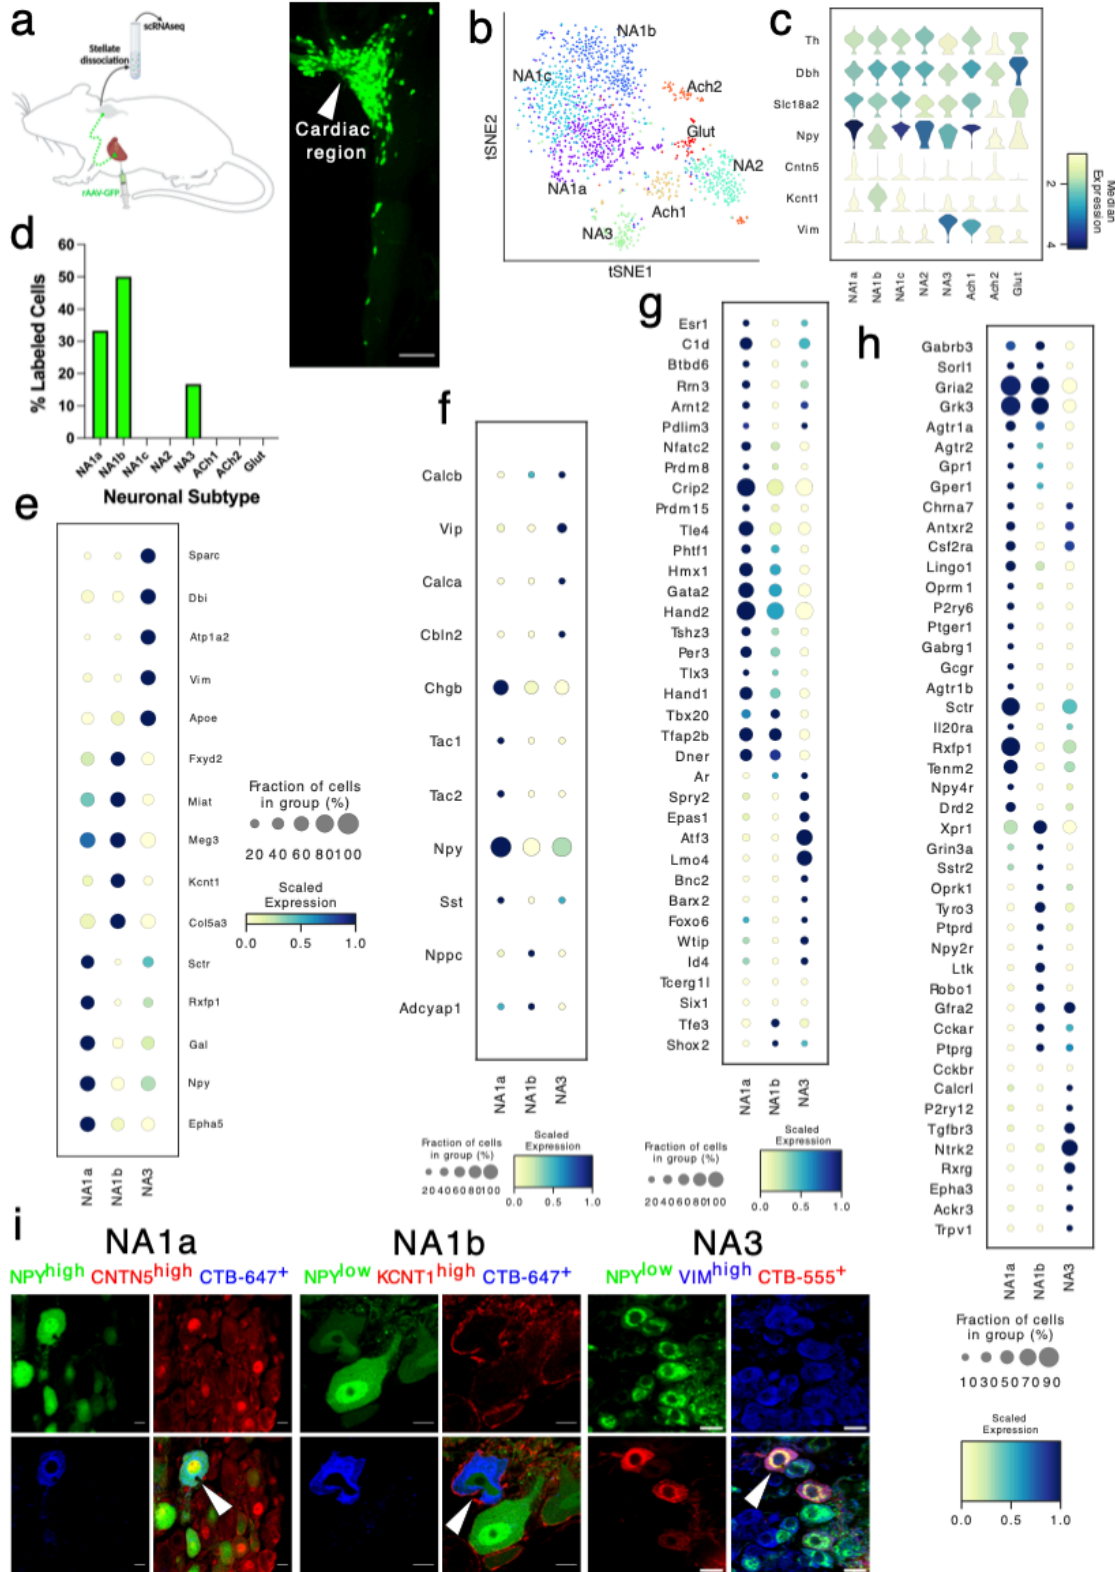 a
scRNAseq
Stellate
dissociation
rAAV-GFP
Cardiac
region
b
tSNE2
NA1b
NA1c
Ach2
Glut
NA2
NA1a
Ach1
NA3
tSNE1
c
Th
Dbh
Slc18a2
Npy
Cntn5
Kcnt1
Vim
NA1a
NA1b
NA1c
NA2
NA3
Ach1
Ach2
Glut
2
4
Median
Expression
d
% Labeled Cells
60
50
40
30
20
10
0
NA1a
NA1b
NA1c
NA2
NA3
ACh1
ACh2
Glut
Neuronal Subtype
e
Sparc
Dbi
Atp1a2
Vim
Apoe
Fxyd2
Miat
Meg3
Kcnt1
Col5a3
Sctr
Rxfp1
Gal
Npy
Epha5
NA1a
NA1b
NA3
Fraction of cells
in group (%)
20 40 60 80 100
Scaled
Expression
0.0 0.5 1.0
f
Calcb
Vip
Calca
Cbln2
Chgb
Tac1
Tac2
Npy
Sst
Nppc
Adcyap1
NA1a
NA1b
NA3
Fraction of cells
in group (%)
20 40 60 80 100
Scaled
Expression
0.0 0.5 1.0
g
Esr1
C1d
Btbd6
Rrn3
Arnt2
Pdlim3
Nfatc2
Prdm8
Crip2
Prdm15
Tle4
Phtf1
Hmx1
Gata2
Hand2
Tshz3
Per3
Tlx3
Hand1
Tbx20
Tfap2b
Dner
Ar
Spry2
Epas1
Atf3
Lmo4
Bnc2
Barx2
Foxo6
Wtip
Id4
Tcerg1l
Six1
Tfe3
Shox2
NA1a
NA1b
NA3
Fraction of cells
in group (%)
20 40 60 80 100
Scaled
Expression
0.0 0.5 1.0
h
Gabrb3
Sorl1
Gria2
Grk3
Agtr1a
Agtr2
Gpr1
Gper1
Chrna7
Antxr2
Csf2ra
Lingo1
Oprm1
P2ry6
Ptger1
Gabrg1
Gcgr
Agtr1b
Sctr
Il20ra
Rxfp1
Tenm2
Npy4r
Drd2
Xpr1
Grin3a
Sstr2
Oprk1
Tyro3
Ptprd
Npy2r
Ltk
Robo1
Gfra2
Cckar
Ptprg
Cckbr
Calcrl
P2ry12
Tgfbr3
Ntrk2
Rxrg
Epha3
Ackr3
Trpv1
NA1a
NA1b
NA3
Fraction of cells
in group (%)
10 30 50 70 90
Scaled
Expression
0.0 0.5 1.0
i
NA1a
NPYhigh CNTN5high CTB-647+
NA1b
NPYlow KCNT1high CTB-647+
NA3
NPYlow VIMhigh CTB-555+